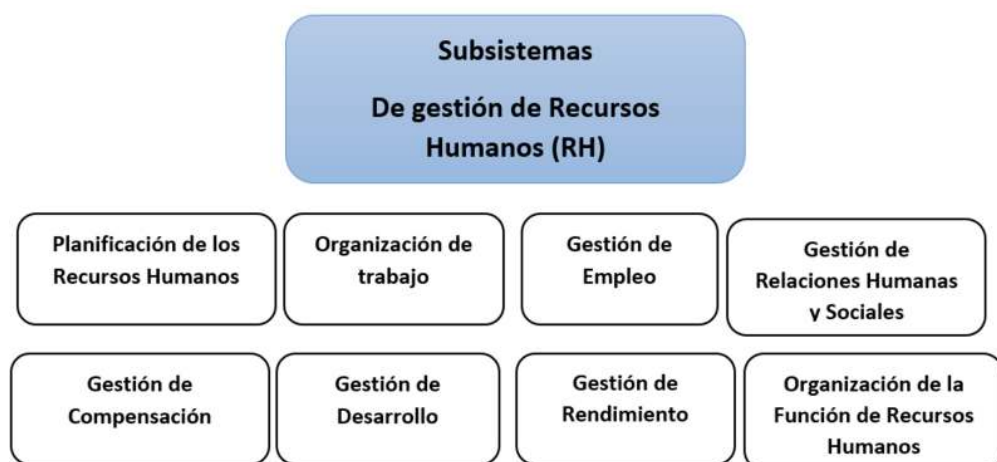 Subsistemas
De gestión de Recursos
Humanos (RH)
Planificación de los
Recursos Humanos
Organización de
trabajo
Gestión de
Empleo
Gestión de
Relaciones Humanas
y Sociales
Gestión de
Compensación
Gestión de
Desarrollo
Gestión de
Rendimiento
Organización de la
Función de Recursos
Humanos